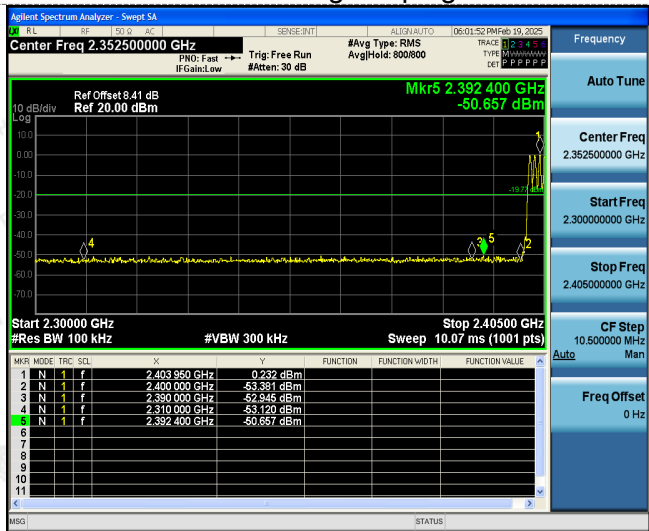 Agilent Spectrum Analyzer - Swept SA
RL RF 50 Ω AC SENSE:INT ALIGN AUTO 06:01:52 PM Feb 19, 2025
Center Freq 2.352500000 GHz
PNO: Fast
IFGain:Low
Trig: Free Run
#Atten: 30 dB
#Avg Type: RMS
Avg|Hold: 800/800
TRACE 1 2 3 4 5 6
TYPE M
DET P P P P P P
Mkr5 2.392 400 GHz
-50.657 dBm
Ref Offset 8.41 dB
Ref 20.00 dBm
10 dB/div
Log
10.0
0.00
-10.0
-20.0
-30.0
-40.0
-50.0
-60.0
-70.0
1
4
3
5
2
Start 2.30000 GHz Stop 2.40500 GHz
#Res BW 100 kHz #VBW 300 kHz Sweep 10.07 ms (1001 pts)
MKR MODE TRC SCL X Y FUNCTION FUNCTION WIDTH FUNCTION VALUE
1 N 1 f 2.403 950 GHz 0.232 dBm
2 N 1 f 2.400 000 GHz -53.381 dBm
3 N 1 f 2.390 000 GHz -52.945 dBm
4 N 1 f 2.310 000 GHz -53.120 dBm
5 N 1 f 2.392 400 GHz -50.657 dBm
6
7
8
9
10
11
MSG STATUS
Frequency
Auto Tune
Center Freq
2.352500000 GHz
Start Freq
2.300000000 GHz
Stop Freq
2.405000000 GHz
CF Step
10.500000 MHz
Auto Man
Freq Offset
0 Hz